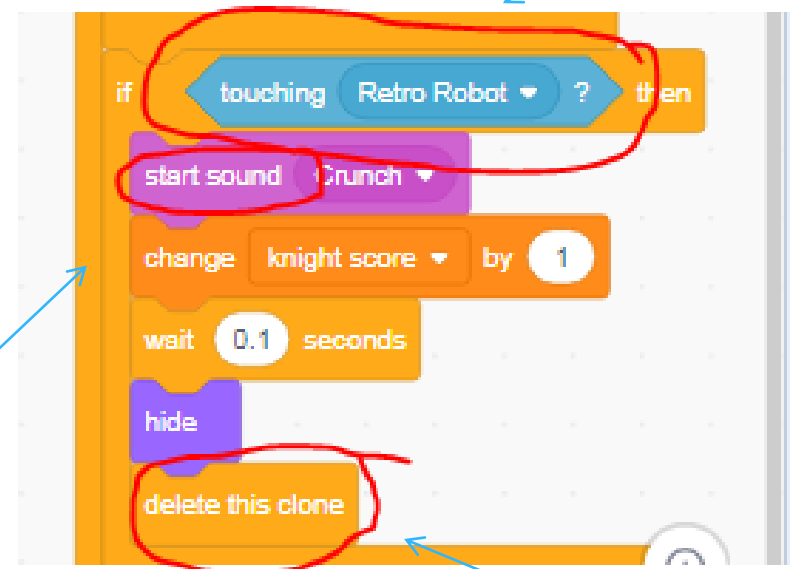 if touching Retro Robot ? then
start sound Crunch
change knight score by 1
wait 0.1 seconds
hide
delete this clone